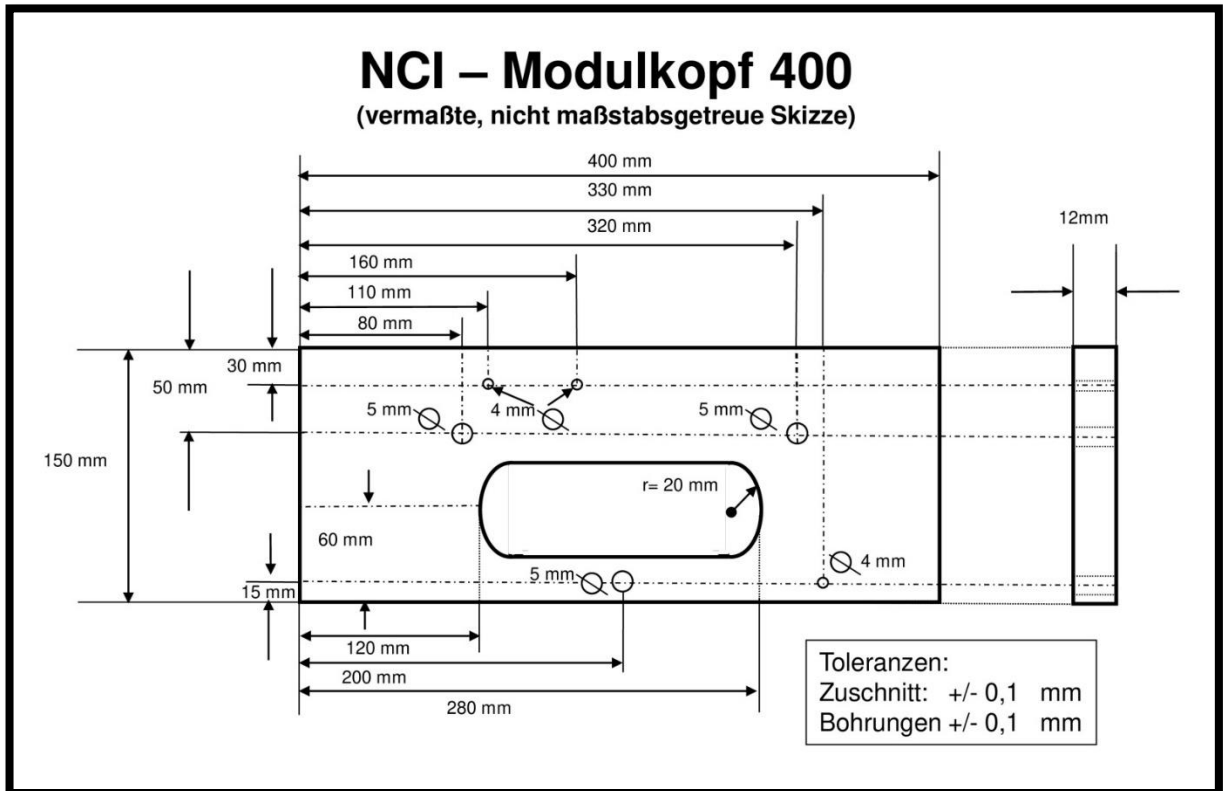 NCI – Modulkopf 400
(vermaßte, nicht maßstabsgetreue Skizze)
400 mm
330 mm
12mm
320 mm
160 mm
110 mm
80 mm
30 mm
50 mm
5 mm
4 mm
5 mm
150 mm
r= 20 mm
60 mm
4 mm
5 mm
15 mm
120 mm
200 mm
280 mm
Toleranzen:
Zuschnitt: +/- 0,1 mm
Bohrungen +/- 0,1 mm